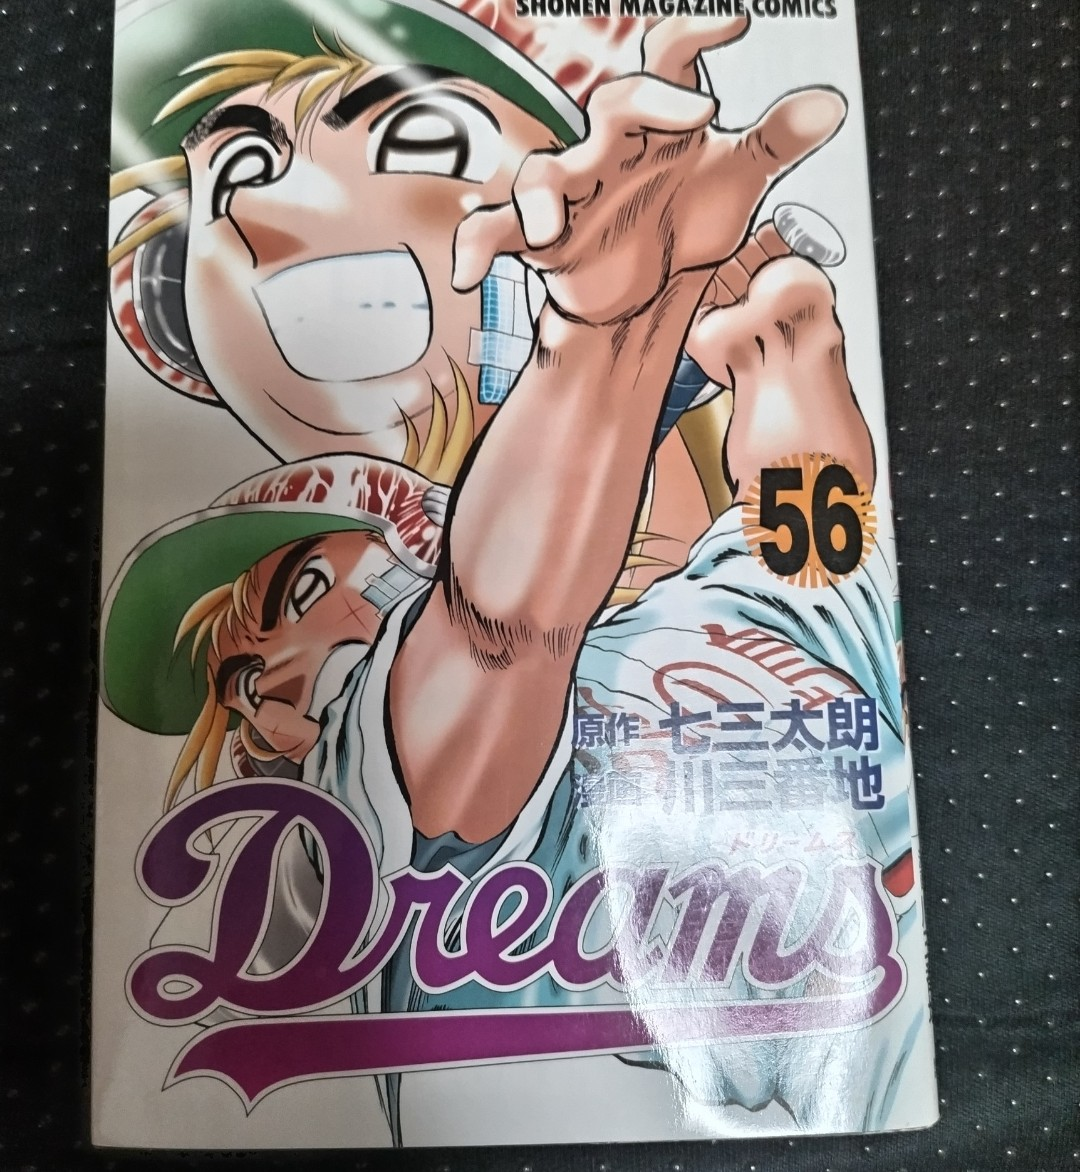 SHONEN MAGAZINE COMICS
56
原作 七三太朗
漫画 川三番地
ドリームス
Dreams